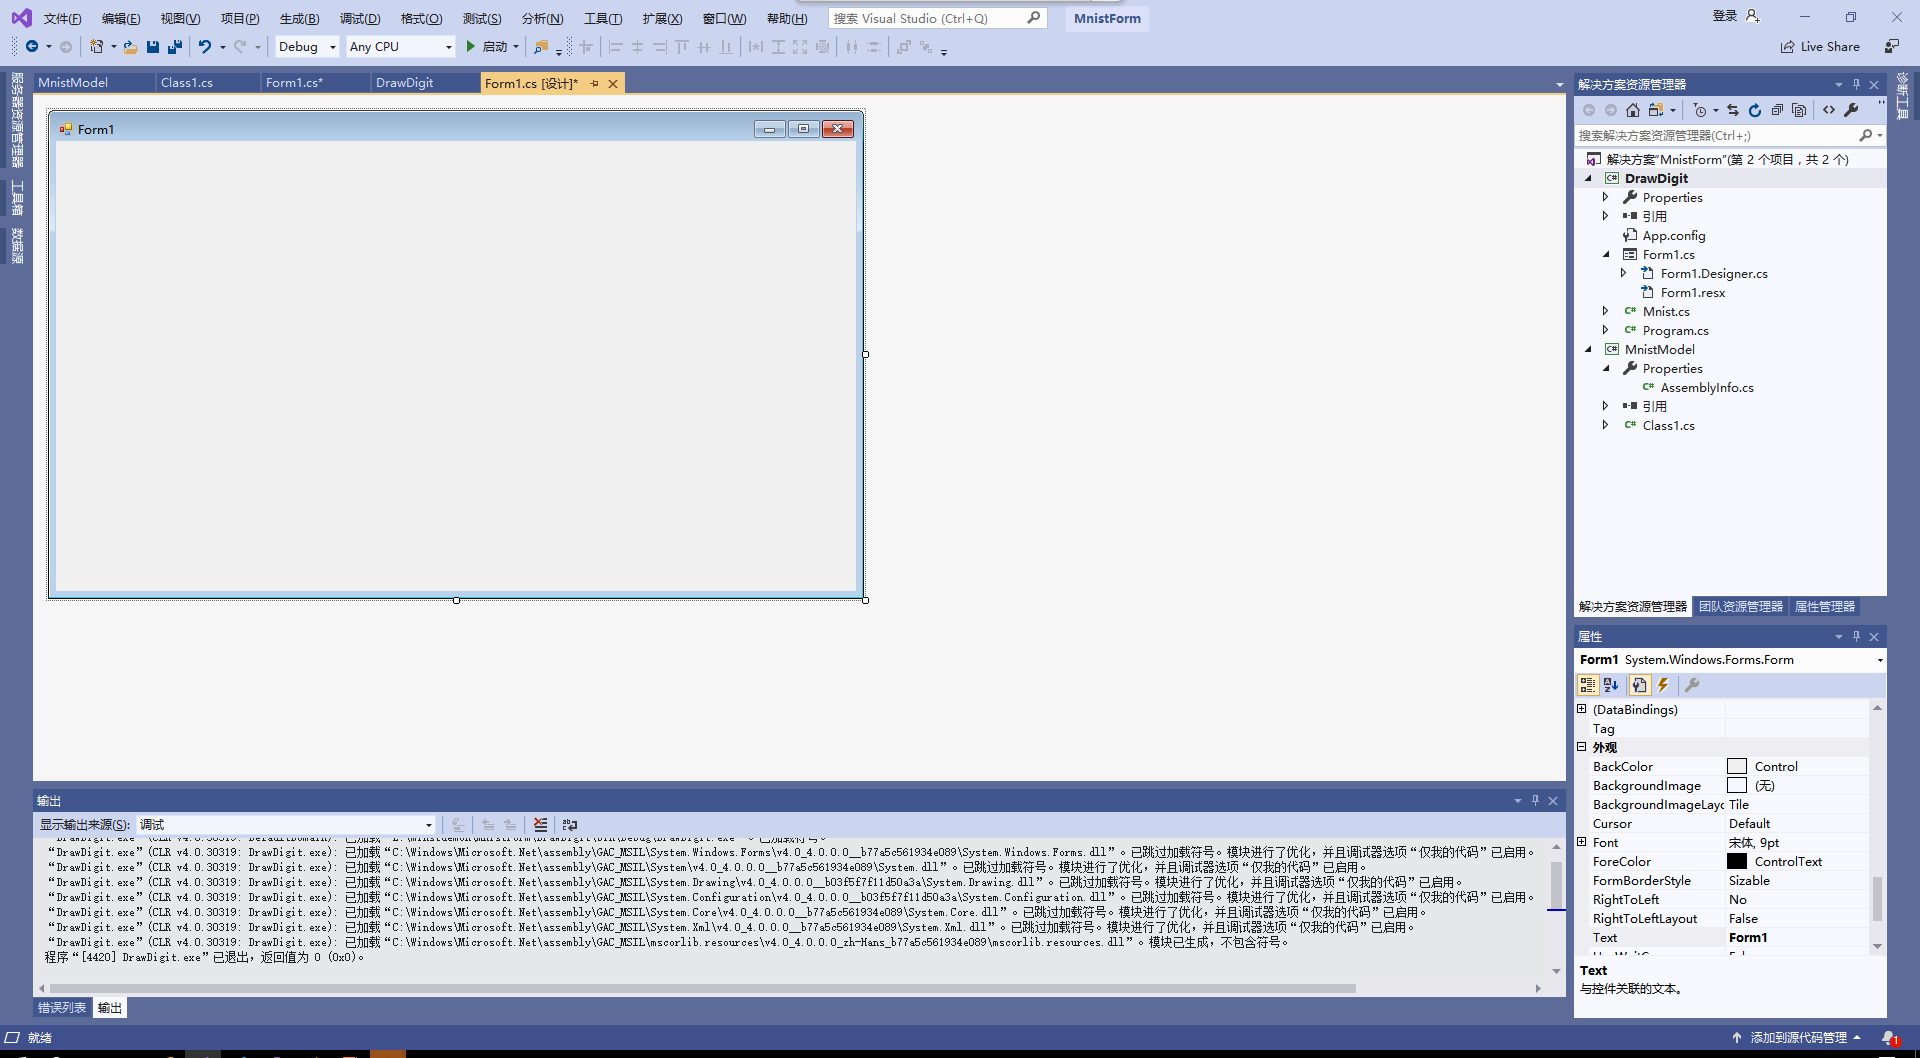 文件(F) 编辑(E) 视图(V) 项目(P) 生成(B) 调试(D) 格式(O) 测试(S) 分析(N) 工具(T) 扩展(X) 窗口(W) 帮助(H) 搜索 Visual Studio (Ctrl+Q) MnistForm 登录
Debug Any CPU 启动 Live Share
服务器资源管理器
工具箱
数据源
MnistModel Class1.cs Form1.cs* DrawDigit Form1.cs [设计]*
Form1
诊断工具
解决方案资源管理器
搜索解决方案资源管理器(Ctrl+;)
解决方案“MnistForm”(第 2 个项目，共 2 个)
DrawDigit
Properties
引用
App.config
Form1.cs
Form1.Designer.cs
Form1.resx
Mnist.cs
Program.cs
MnistModel
Properties
AssemblyInfo.cs
引用
Class1.cs
解决方案资源管理器 团队资源管理器 属性管理器
属性
Form1 System.Windows.Forms.Form
(DataBindings)
Tag
外观
BackColor Control
BackgroundImage (无)
BackgroundImageLayo Tile
Cursor Default
Font 宋体, 9pt
ForeColor ControlText
FormBorderStyle Sizable
RightToLeft No
RightToLeftLayout False
Text Form1
Text
与控件关联的文本。
输出
显示输出来源(S): 调试
“DrawDigit.exe”(CLR v4.0.30319: DrawDigit.exe): 已加载“C:\Windows\Microsoft.Net\assembly\GAC_MSIL\System.Windows.Forms\v4.0_4.0.0.0__b77a5c561934e089\System.Windows.Forms.dll”。已跳过加载符号。模块进行了优化，并且调试器选项“仅我的代码”已启用。
“DrawDigit.exe”(CLR v4.0.30319: DrawDigit.exe): 已加载“C:\Windows\Microsoft.Net\assembly\GAC_MSIL\System\v4.0_4.0.0.0__b77a5c561934e089\System.dll”。已跳过加载符号。模块进行了优化，并且调试器选项“仅我的代码”已启用。
“DrawDigit.exe”(CLR v4.0.30319: DrawDigit.exe): 已加载“C:\Windows\Microsoft.Net\assembly\GAC_MSIL\System.Drawing\v4.0_4.0.0.0__b03f5f7f11d50a3a\System.Drawing.dll”。已跳过加载符号。模块进行了优化，并且调试器选项“仅我的代码”已启用。
“DrawDigit.exe”(CLR v4.0.30319: DrawDigit.exe): 已加载“C:\Windows\Microsoft.Net\assembly\GAC_MSIL\System.Configuration\v4.0_4.0.0.0__b03f5f7f11d50a3a\System.Configuration.dll”。已跳过加载符号。模块进行了优化，并且调试器选项“仅我的代码”已启用。
“DrawDigit.exe”(CLR v4.0.30319: DrawDigit.exe): 已加载“C:\Windows\Microsoft.Net\assembly\GAC_MSIL\System.Core\v4.0_4.0.0.0__b77a5c561934e089\System.Core.dll”。已跳过加载符号。模块进行了优化，并且调试器选项“仅我的代码”已启用。
“DrawDigit.exe”(CLR v4.0.30319: DrawDigit.exe): 已加载“C:\Windows\Microsoft.Net\assembly\GAC_MSIL\System.Xml\v4.0_4.0.0.0__b77a5c561934e089\System.Xml.dll”。已跳过加载符号。模块进行了优化，并且调试器选项“仅我的代码”已启用。
“DrawDigit.exe”(CLR v4.0.30319: DrawDigit.exe): 已加载“C:\Windows\Microsoft.Net\assembly\GAC_MSIL\mscorlib.resources\v4.0_4.0.0.0_zh-Hans_b77a5c561934e089\mscorlib.resources.dll”。模块已生成，不包含符号。
程序“[4420] DrawDigit.exe”已退出，返回值为 0 (0x0)。
错误列表 输出
就绪 添加到源代码管理 1